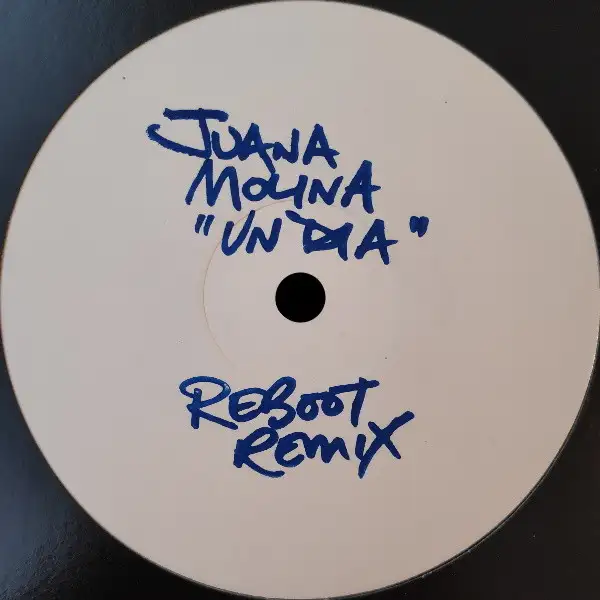 JUANA
MOLINA
"UN DIA"
REBOOT
REMIX